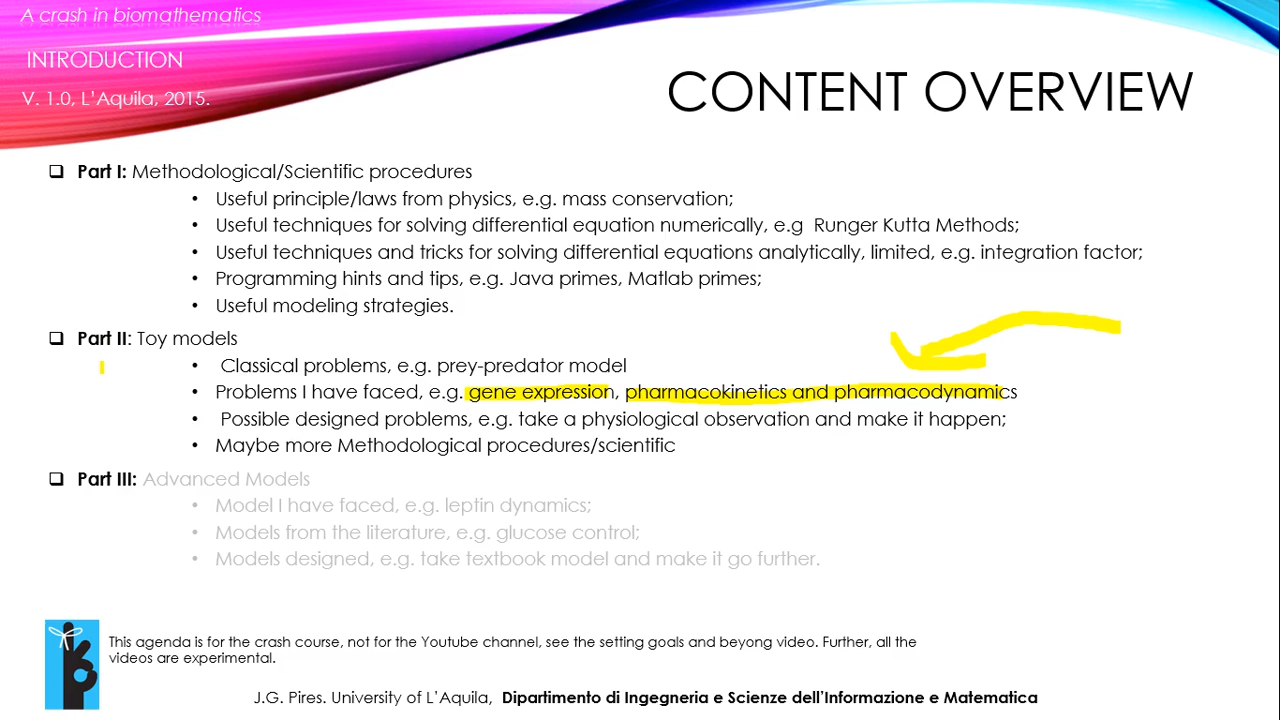 A crash in biomathematics
INTRODUCTION
V. 1.0, L'Aquila, 2015.
CONTENT OVERVIEW
❑ Part I: Methodological/Scientific procedures
• Useful principle/laws from physics, e.g. mass conservation;
• Useful techniques for solving differential equation numerically, e.g Runger Kutta Methods;
• Useful techniques and tricks for solving differential equations analytically, limited, e.g. integration factor;
• Programming hints and tips, e.g. Java primes, Matlab primes;
• Useful modeling strategies.
❑ Part II: Toy models
• Classical problems, e.g. prey-predator model
• Problems I have faced, e.g. gene expression, pharmacokinetics and pharmacodynamics
• Possible designed problems, e.g. take a physiological observation and make it happen;
• Maybe more Methodological procedures/scientific
❑ Part III: Advanced Models
• Model I have faced, e.g. leptin dynamics;
• Models from the literature, e.g. glucose control;
• Models designed, e.g. take textbook model and make it go further.
This agenda is for the crash course, not for the Youtube channel, see the setting goals and beyong video. Further, all the
videos are experimental.
J.G. Pires. University of L'Aquila, Dipartimento di Ingegneria e Scienze dell'Informazione e Matematica